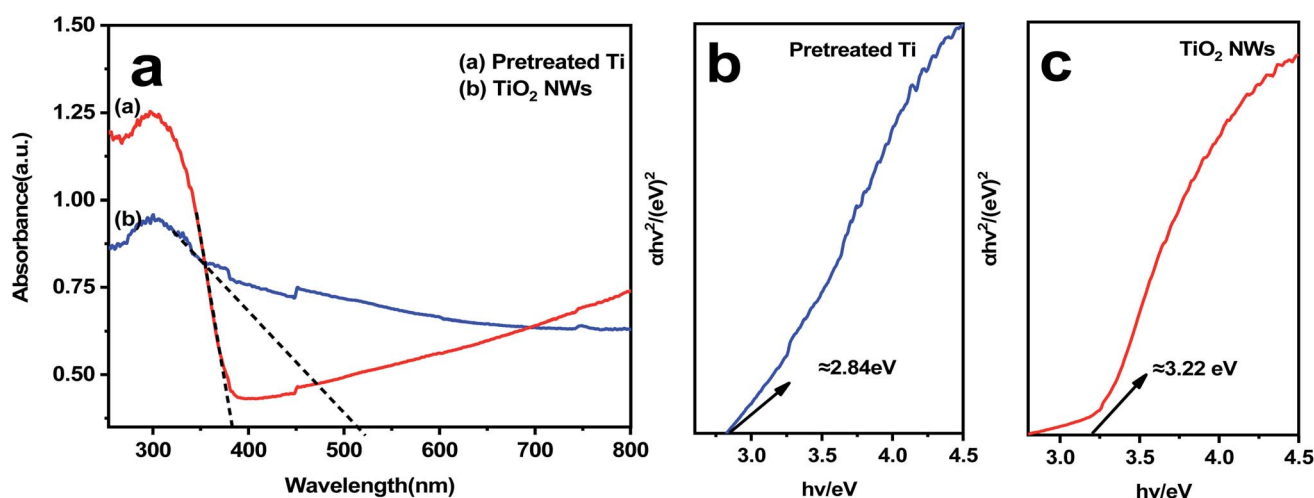 a
(a) Pretreated Ti
(b) TiO₂ NWs
(a)
(b)
1.50
1.25
1.00
0.75
0.50
Absorbance(a.u.)
300 400 500 600 700 800
Wavelength(nm)
b
Pretreated Ti
αhv²/(eV)²
≈2.84eV
3.0 3.5 4.0 4.5
hv/eV
c
TiO₂ NWs
αhv²/(eV)²
≈3.22 eV
3.0 3.5 4.0 4.5
hv/eV